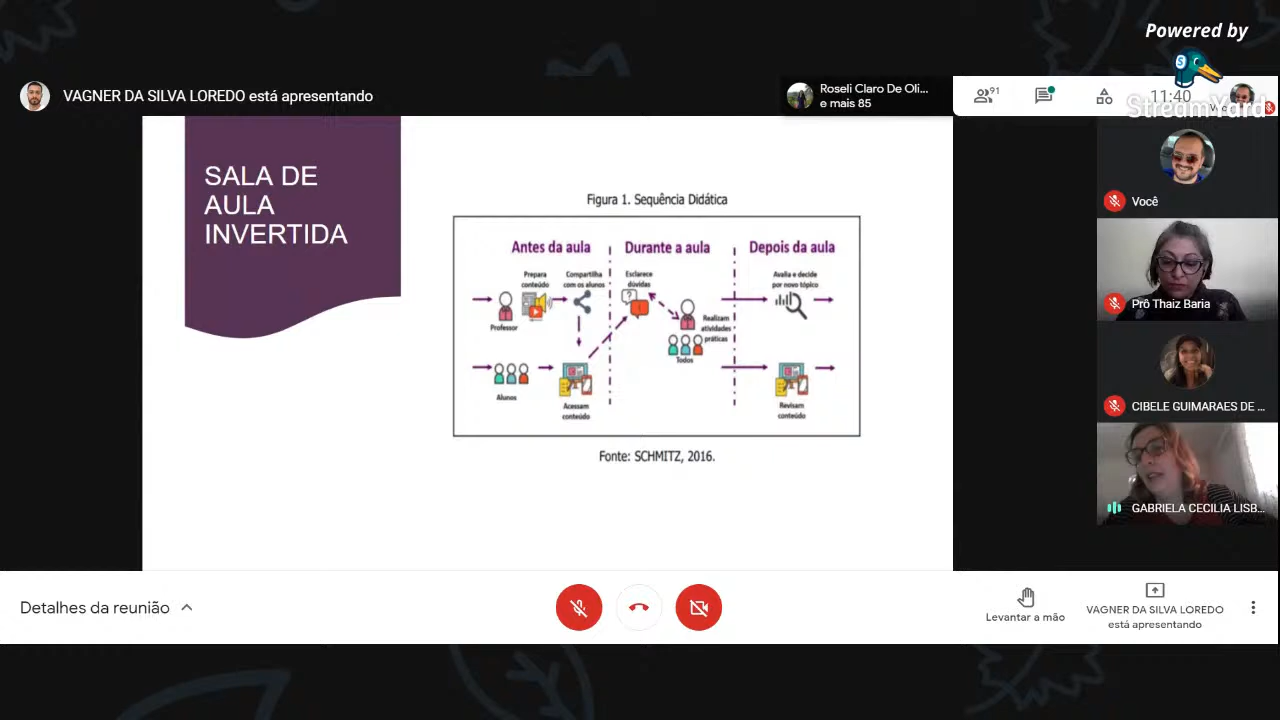 Powered by
StreamYard
VAGNER DA SILVA LOREDO está apresentando
Roseli Claro De Oli...
e mais 85
91
11:40
SALA DE
AULA
INVERTIDA
Figura 1. Sequência Didática
Antes da aula
Durante a aula
Depois da aula
Prepara
conteúdo
Compartilha
com os alunos
Esclarece
dúvidas
Avalia e decide
por novo tópico
Professor
Realizam
atividades
práticas
Todos
Alunos
Acessam
conteúdo
Revisam
conteúdo
Fonte: SCHMITZ, 2016.
Você
Prô Thaiz Baria
CIBELE GUIMARAES DE ...
GABRIELA CECILIA LISB...
Detalhes da reunião
Levantar a mão
VAGNER DA SILVA LOREDO
está apresentando